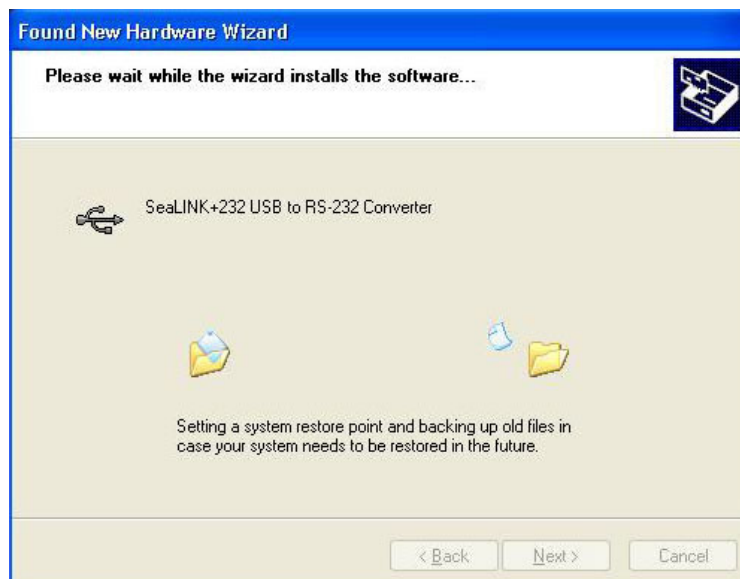 Found New Hardware Wizard
Please wait while the wizard installs the software...
SeaLINK+232 USB to RS-232 Converter
Setting a system restore point and backing up old files in
case your system needs to be restored in the future.
< Back Next > Cancel